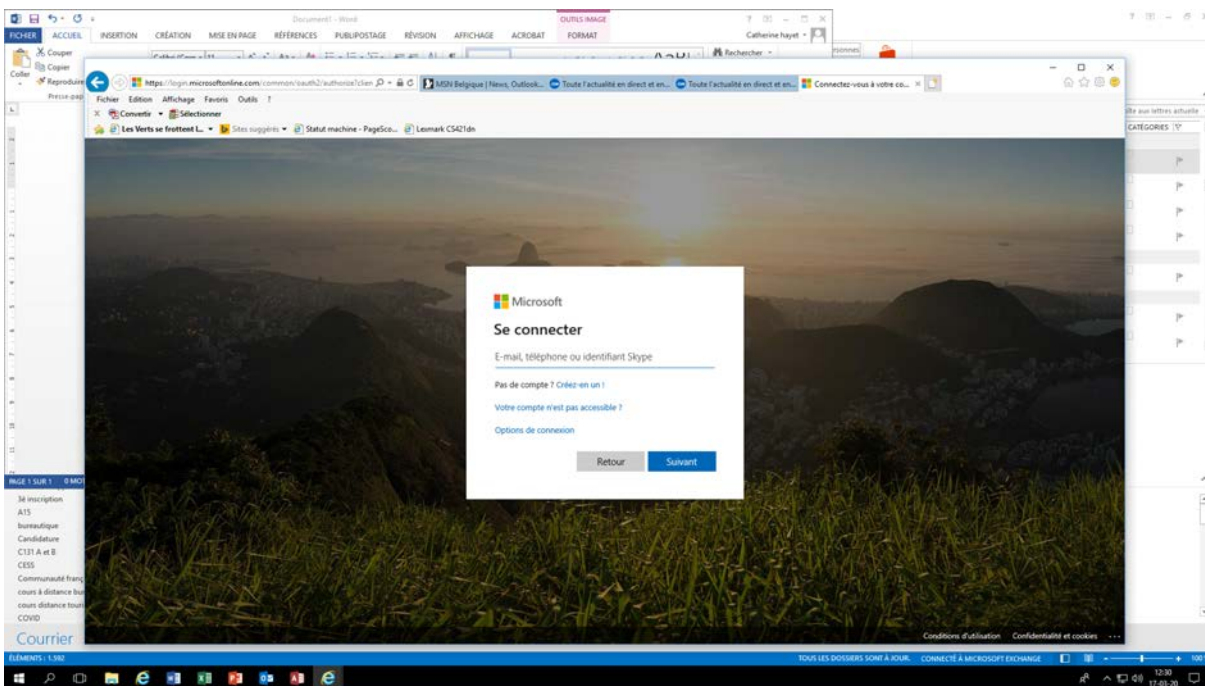 Document1 - Word
OUTILS IMAGE
FICHIER ACCUEIL INSERTION CRÉATION MISE EN PAGE RÉFÉRENCES PUBLIPOSTAGE RÉVISION AFFICHAGE ACROBAT FORMAT
Catherine hayet
Couper
Copier
Coller
Rechercher
https://login.microsoftonline.com/common/oauth2/authorize?clien
MSN Belgique | News, Outlook... Toute l'actualité en direct et en... Toute l'actualité en direct et en... Connectez-vous à votre co...
Fichier Edition Affichage Favoris Outils ?
Convertir Sélectionner
Les Verts se frottent L... Sites suggérés Statut machine - PageSco... Lexmark CS421dn
CATÉGORIES
Microsoft
Se connecter
E-mail, téléphone ou identifiant Skype
Pas de compte ? Créez-en un !
Votre compte n'est pas accessible ?
Options de connexion
Retour Suivant
PAGE 1 SUR 1
3è inscription
A15
bureautique
Candidature
C131 A et B
CESS
Communauté franç
cours à distance bur
cours distance touri
COVID
Courrier
Conditions d'utilisation Confidentialité et cookies ...
ÉLÉMENTS : 1.592
TOUS LES DOSSIERS SONT À JOUR. CONNECTÉ À MICROSOFT EXCHANGE
12:30
17-03-20